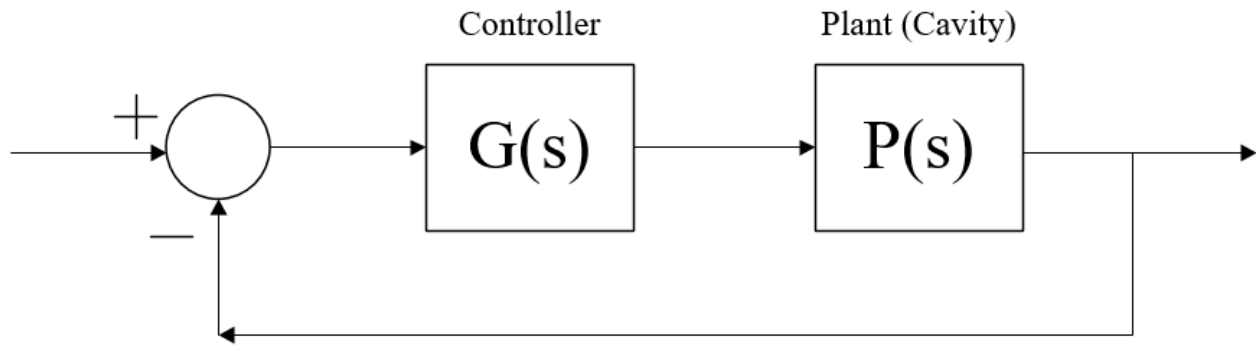 Controller
Plant (Cavity)
+
G(s)
P(s)
−